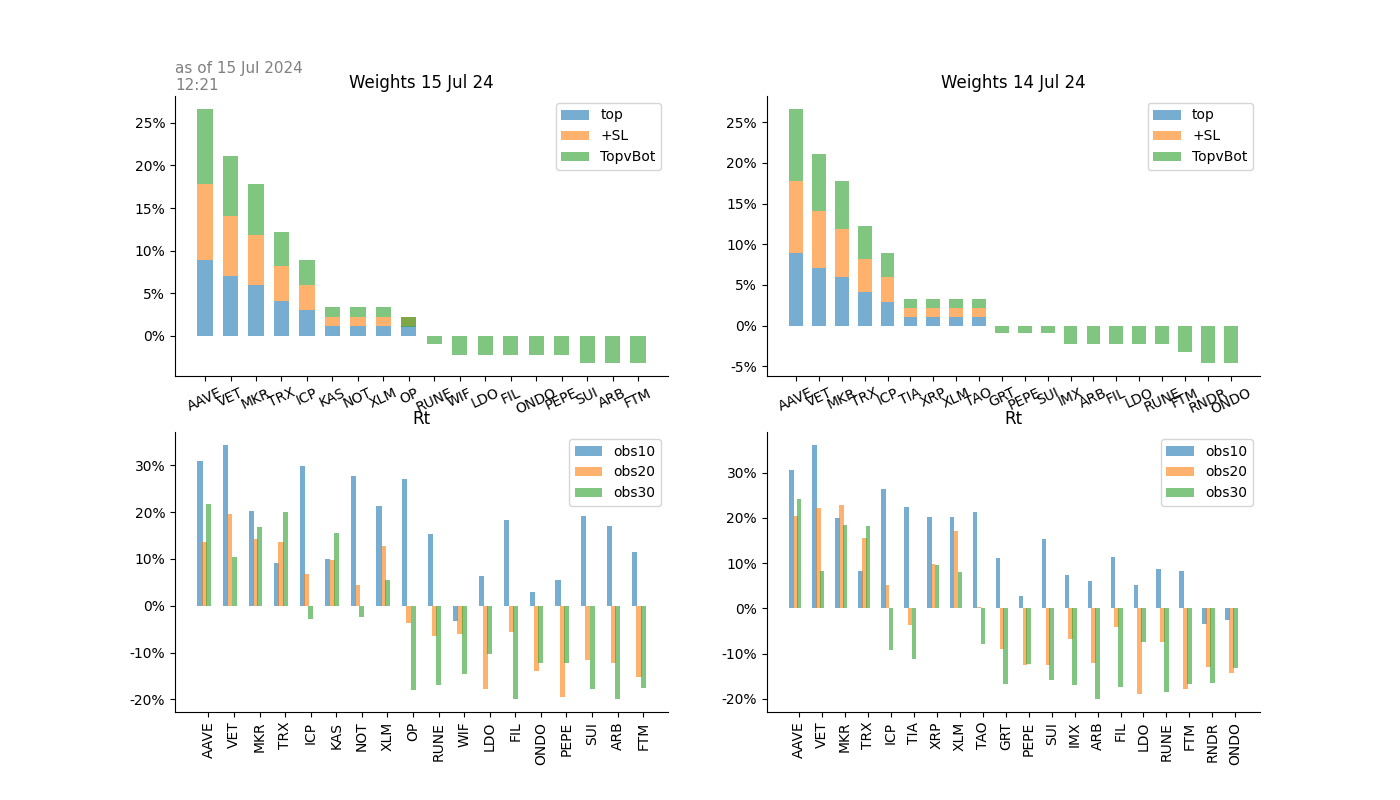 as of 15 Jul 2024
12:21
Weights 15 Jul 24
25%
20%
15%
10%
5%
0%
top
+SL
TopvBot
AAVE VET MKR TRX ICP KAS NOT XLM OP RUNE WIF LDO FIL ONDO PEPE SUI ARB FTM
Weights 14 Jul 24
25%
20%
15%
10%
5%
0%
-5%
top
+SL
TopvBot
AAVE VET MKR TRX ICP TIA XRP XLM TAO GRT PEPE SUI IMX ARB FIL LDO RUNE FTM RNDR ONDO
Rt
30%
20%
10%
0%
-10%
-20%
obs10
obs20
obs30
AAVE VET MKR TRX ICP KAS NOT XLM OP RUNE WIF LDO FIL ONDO PEPE SUI ARB FTM
Rt
30%
20%
10%
0%
-10%
-20%
obs10
obs20
obs30
AAVE VET MKR TRX ICP TIA XRP XLM TAO GRT PEPE SUI IMX ARB FIL LDO RUNE FTM RNDR ONDO